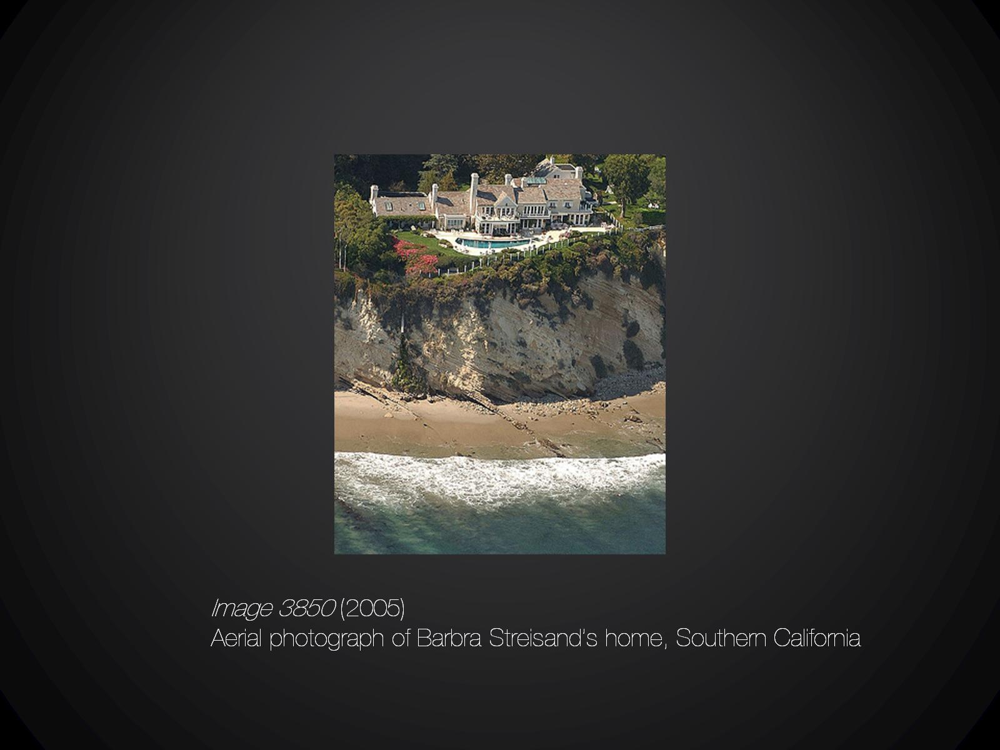 Image 3850 (2005)
Aerial photograph of Barbra Streisand's home, Southern California